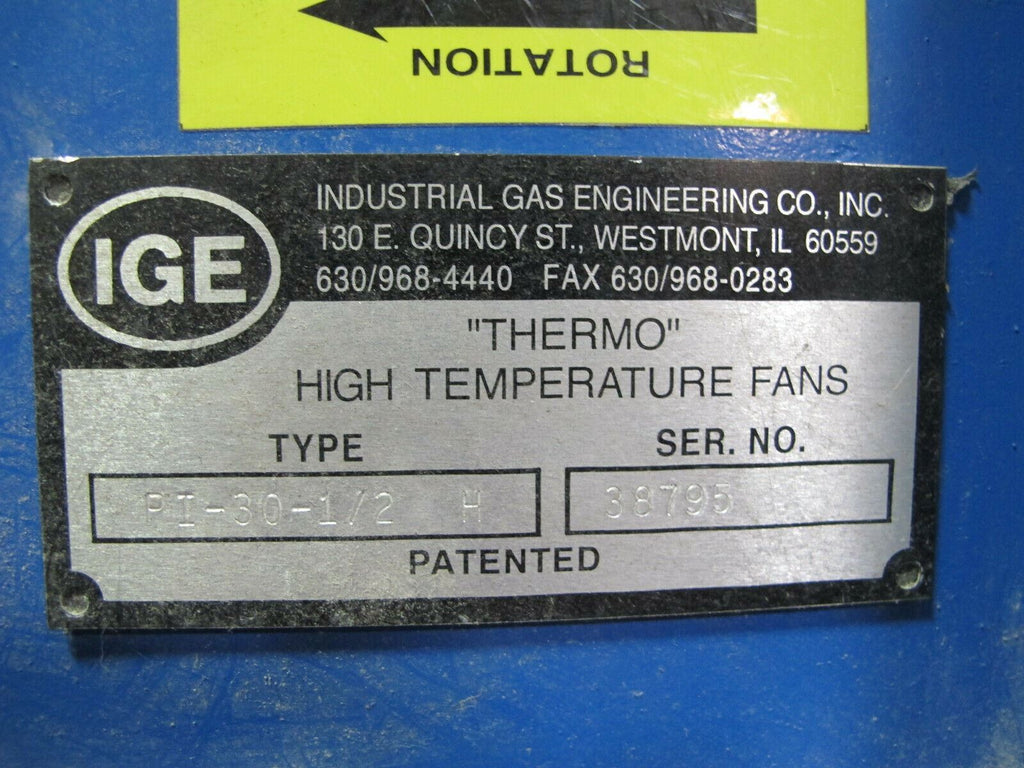 ROTATION
IGE
INDUSTRIAL GAS ENGINEERING CO., INC.
130 E. QUINCY ST., WESTMONT, IL 60559
630/968-4440 FAX 630/968-0283
"THERMO"
HIGH TEMPERATURE FANS
TYPE
SER. NO.
PI-30-1/2 H
38795
PATENTED